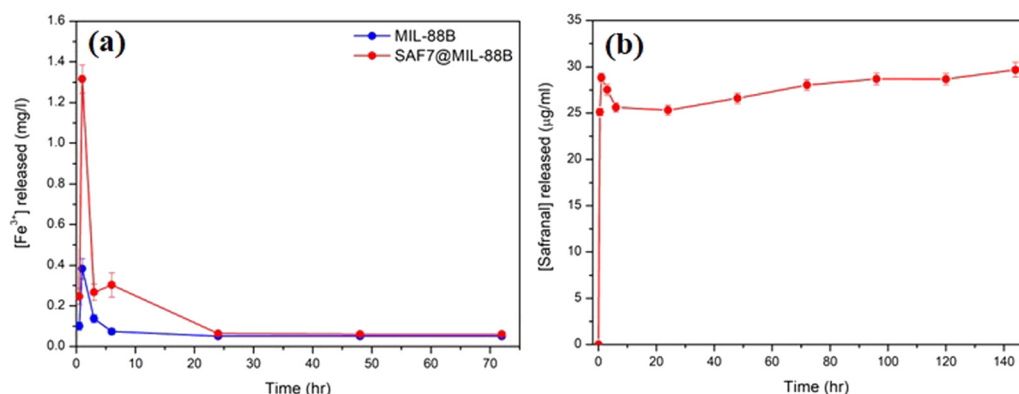 (a)
MIL-88B
SAF7@MIL-88B
[Fe³⁺] released (mg/l)
1.6
1.4
1.2
1.0
0.8
0.6
0.4
0.2
0.0
0 10 20 30 40 50 60 70
Time (hr)
(b)
[Safranal] released (μg/ml)
35
30
25
20
15
10
5
0
0 20 40 60 80 100 120 140
Time (hr)